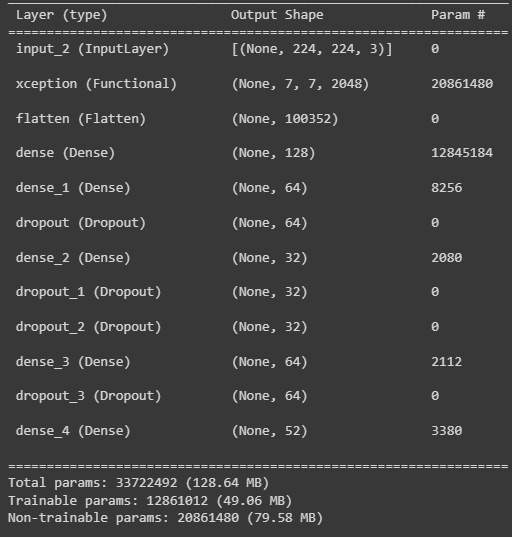 Layer (type) Output Shape Param #
=================================================================
input_2 (InputLayer) [(None, 224, 224, 3)] 0
xception (Functional) (None, 7, 7, 2048) 20861480
flatten (Flatten) (None, 100352) 0
dense (Dense) (None, 128) 12845184
dense_1 (Dense) (None, 64) 8256
dropout (Dropout) (None, 64) 0
dense_2 (Dense) (None, 32) 2080
dropout_1 (Dropout) (None, 32) 0
dropout_2 (Dropout) (None, 32) 0
dense_3 (Dense) (None, 64) 2112
dropout_3 (Dropout) (None, 64) 0
dense_4 (Dense) (None, 52) 3380
=================================================================
Total params: 33722492 (128.64 MB)
Trainable params: 12861012 (49.06 MB)
Non-trainable params: 20861480 (79.58 MB)